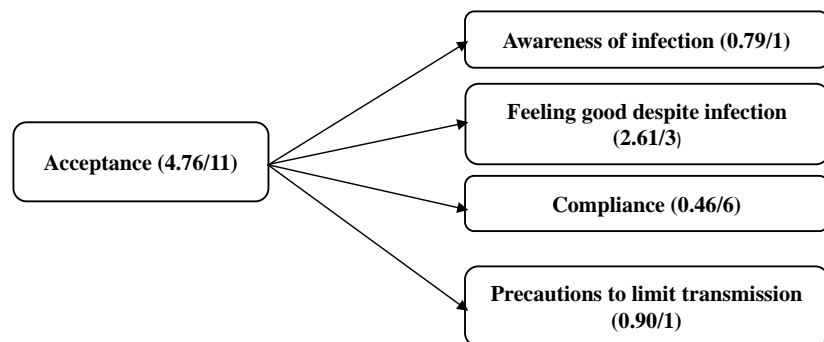 Awareness of infection (0.79/1)
Feeling good despite infection
(2.61/3)
Acceptance (4.76/11)
Compliance (0.46/6)
Precautions to limit transmission
(0.90/1)